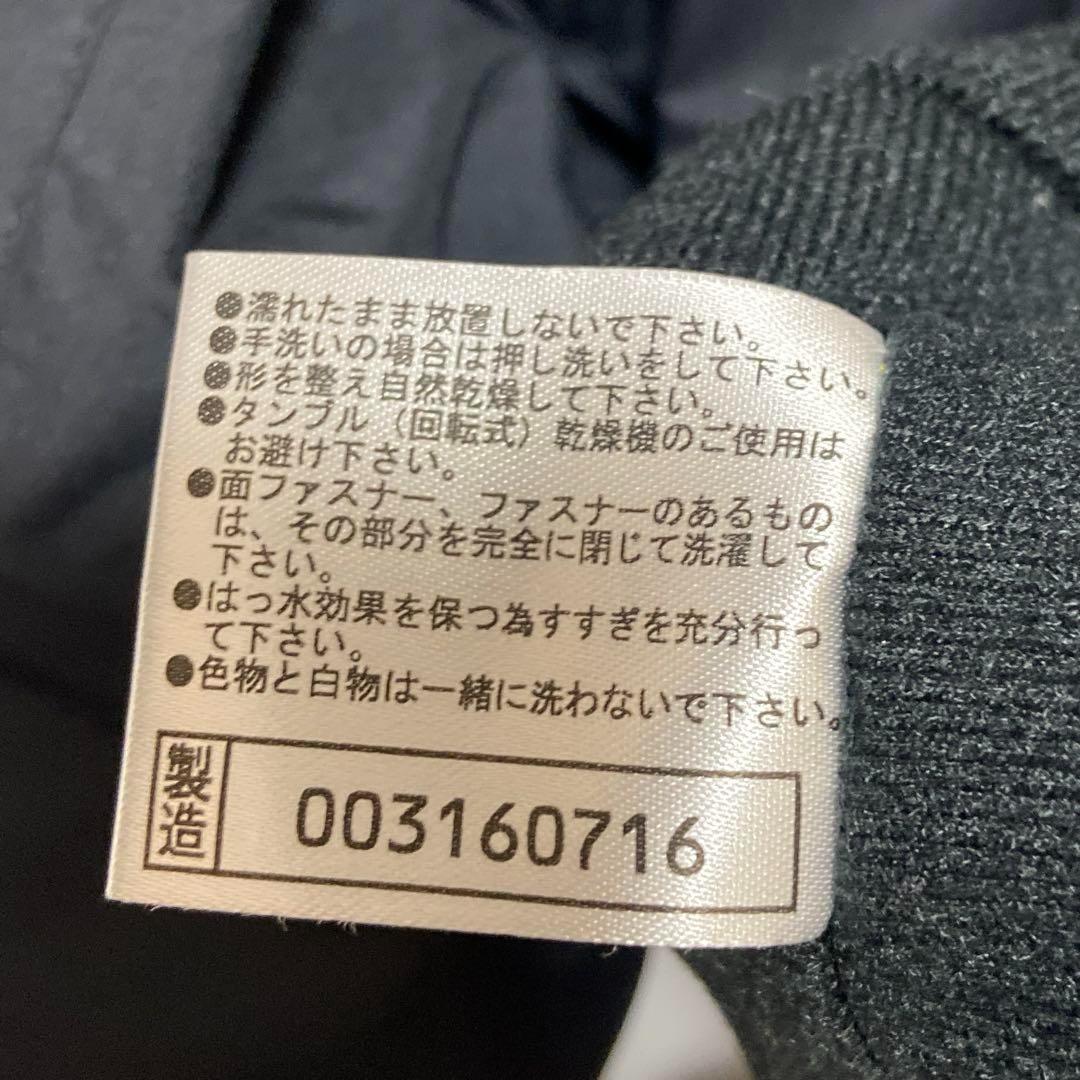 ●濡れたまま放置しないで下さい。
●手洗いの場合は押し洗いをして下さい。
●形を整え自然乾燥して下さい。
●タンブル（回転式）乾燥機のご使用は
お避け下さい。
●面ファスナー、ファスナーのあるもの
は、その部分を完全に閉じて洗濯して
下さい。
●はっ水効果を保つ為すすぎを充分行っ
て下さい。
●色物と白物は一緒に洗わないで下さい。
製造 003160716